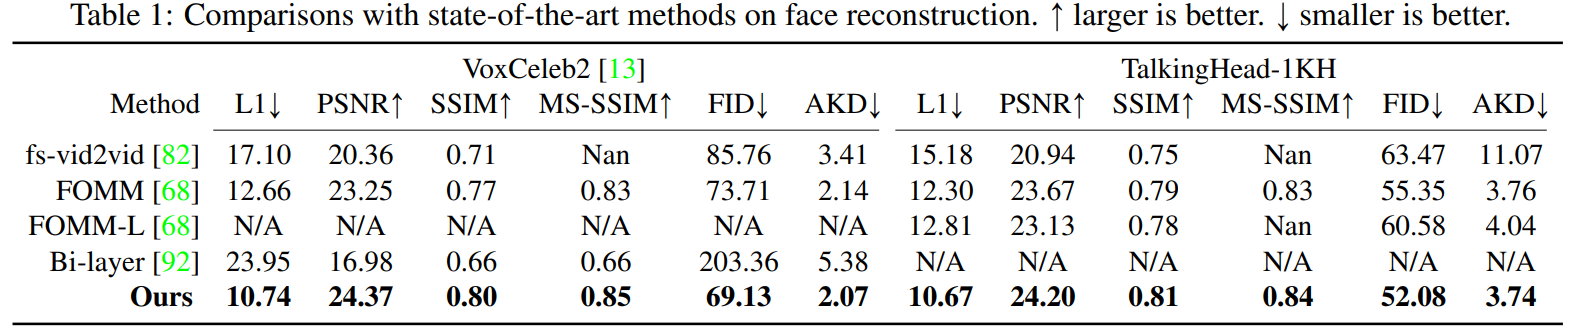 Table 1: Comparisons with state-of-the-art methods on face reconstruction. ↑ larger is better. ↓ smaller is better.
VoxCeleb2 [13] TalkingHead-1KH
Method L1↓ PSNR↑ SSIM↑ MS-SSIM↑ FID↓ AKD↓ L1↓ PSNR↑ SSIM↑ MS-SSIM↑ FID↓ AKD↓
fs-vid2vid [82] 17.10 20.36 0.71 Nan 85.76 3.41 15.18 20.94 0.75 Nan 63.47 11.07
FOMM [68] 12.66 23.25 0.77 0.83 73.71 2.14 12.30 23.67 0.79 0.83 55.35 3.76
FOMM-L [68] N/A N/A N/A N/A N/A N/A 12.81 23.13 0.78 Nan 60.58 4.04
Bi-layer [92] 23.95 16.98 0.66 0.66 203.36 5.38 N/A N/A N/A N/A N/A N/A
Ours 10.74 24.37 0.80 0.85 69.13 2.07 10.67 24.20 0.81 0.84 52.08 3.74